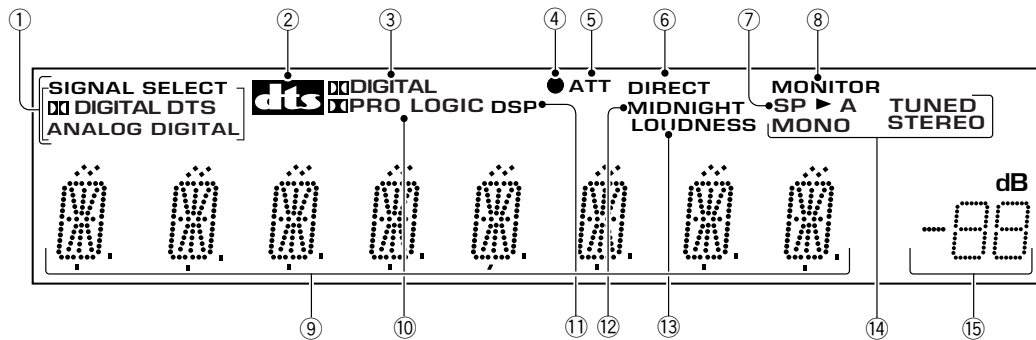 ① ② ③ ④ ⑤ ⑥ ⑦ ⑧
SIGNAL SELECT
DIGITAL DTS
ANALOG DIGITAL
dts
DIGITAL
PRO LOGIC DSP
ATT
DIRECT
MIDNIGHT
LOUDNESS
MONITOR
SP ► A
MONO
TUNED
STEREO
dB
-88
⑨ ⑩ ⑪ ⑫ ⑬ ⑭ ⑮